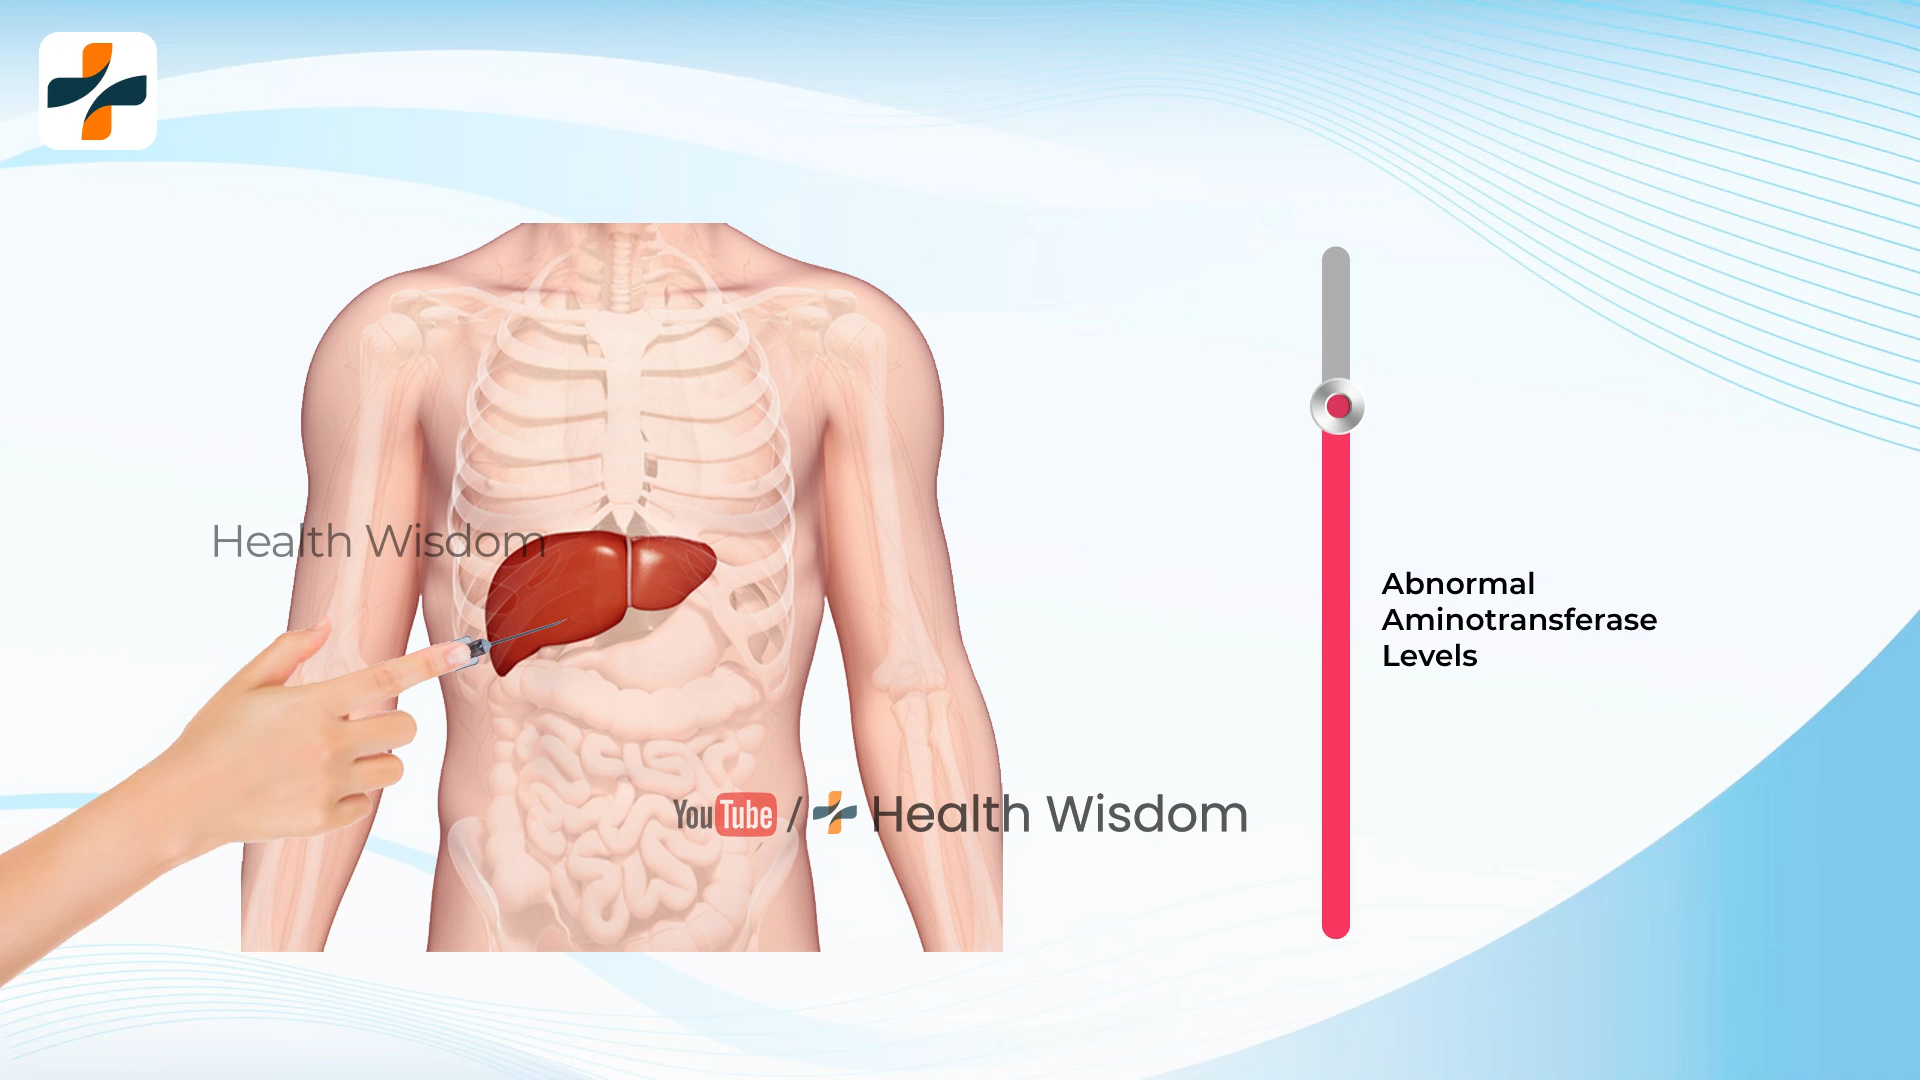 Health Wisdom
Abnormal
Aminotransferase
Levels
YouTube / Health Wisdom